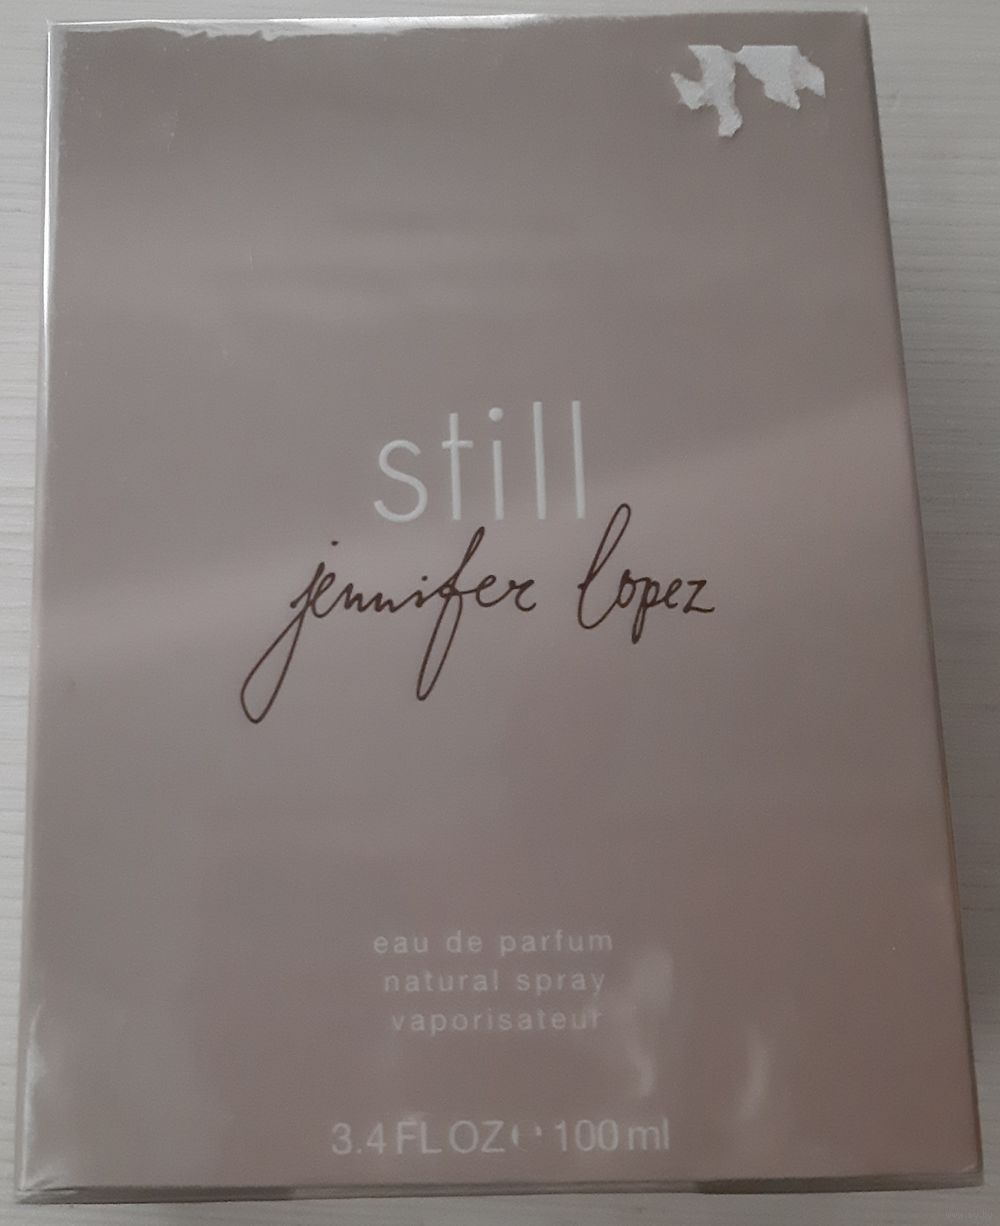 still
jennifer lopez
eau de parfum
natural spray
vaporisateur
3.4 FL OZ ℮ 100 ml